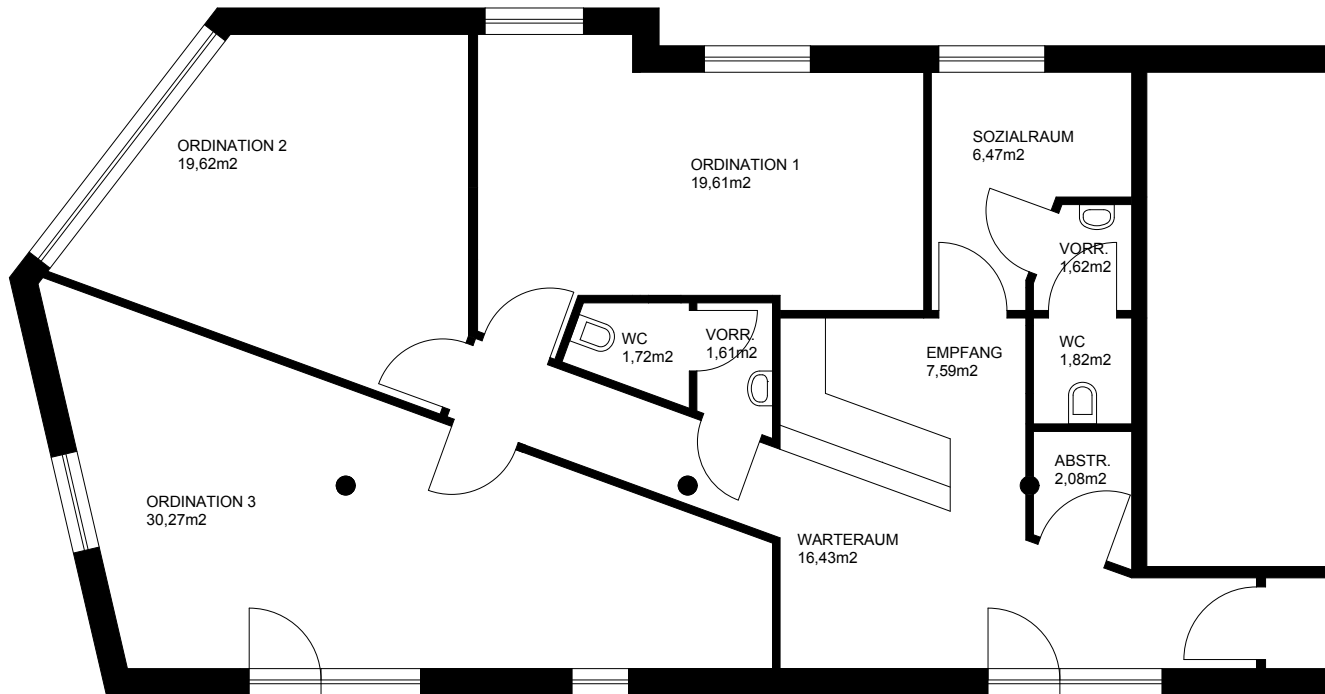 ORDINATION 2
19,62m2
ORDINATION 1
19,61m2
SOZIALRAUM
6,47m2
VORR.
1,62m2
WC
1,72m2
VORR.
1,61m2
EMPFANG
7,59m2
WC
1,82m2
ABSTR.
2,08m2
ORDINATION 3
30,27m2
WARTERAUM
16,43m2